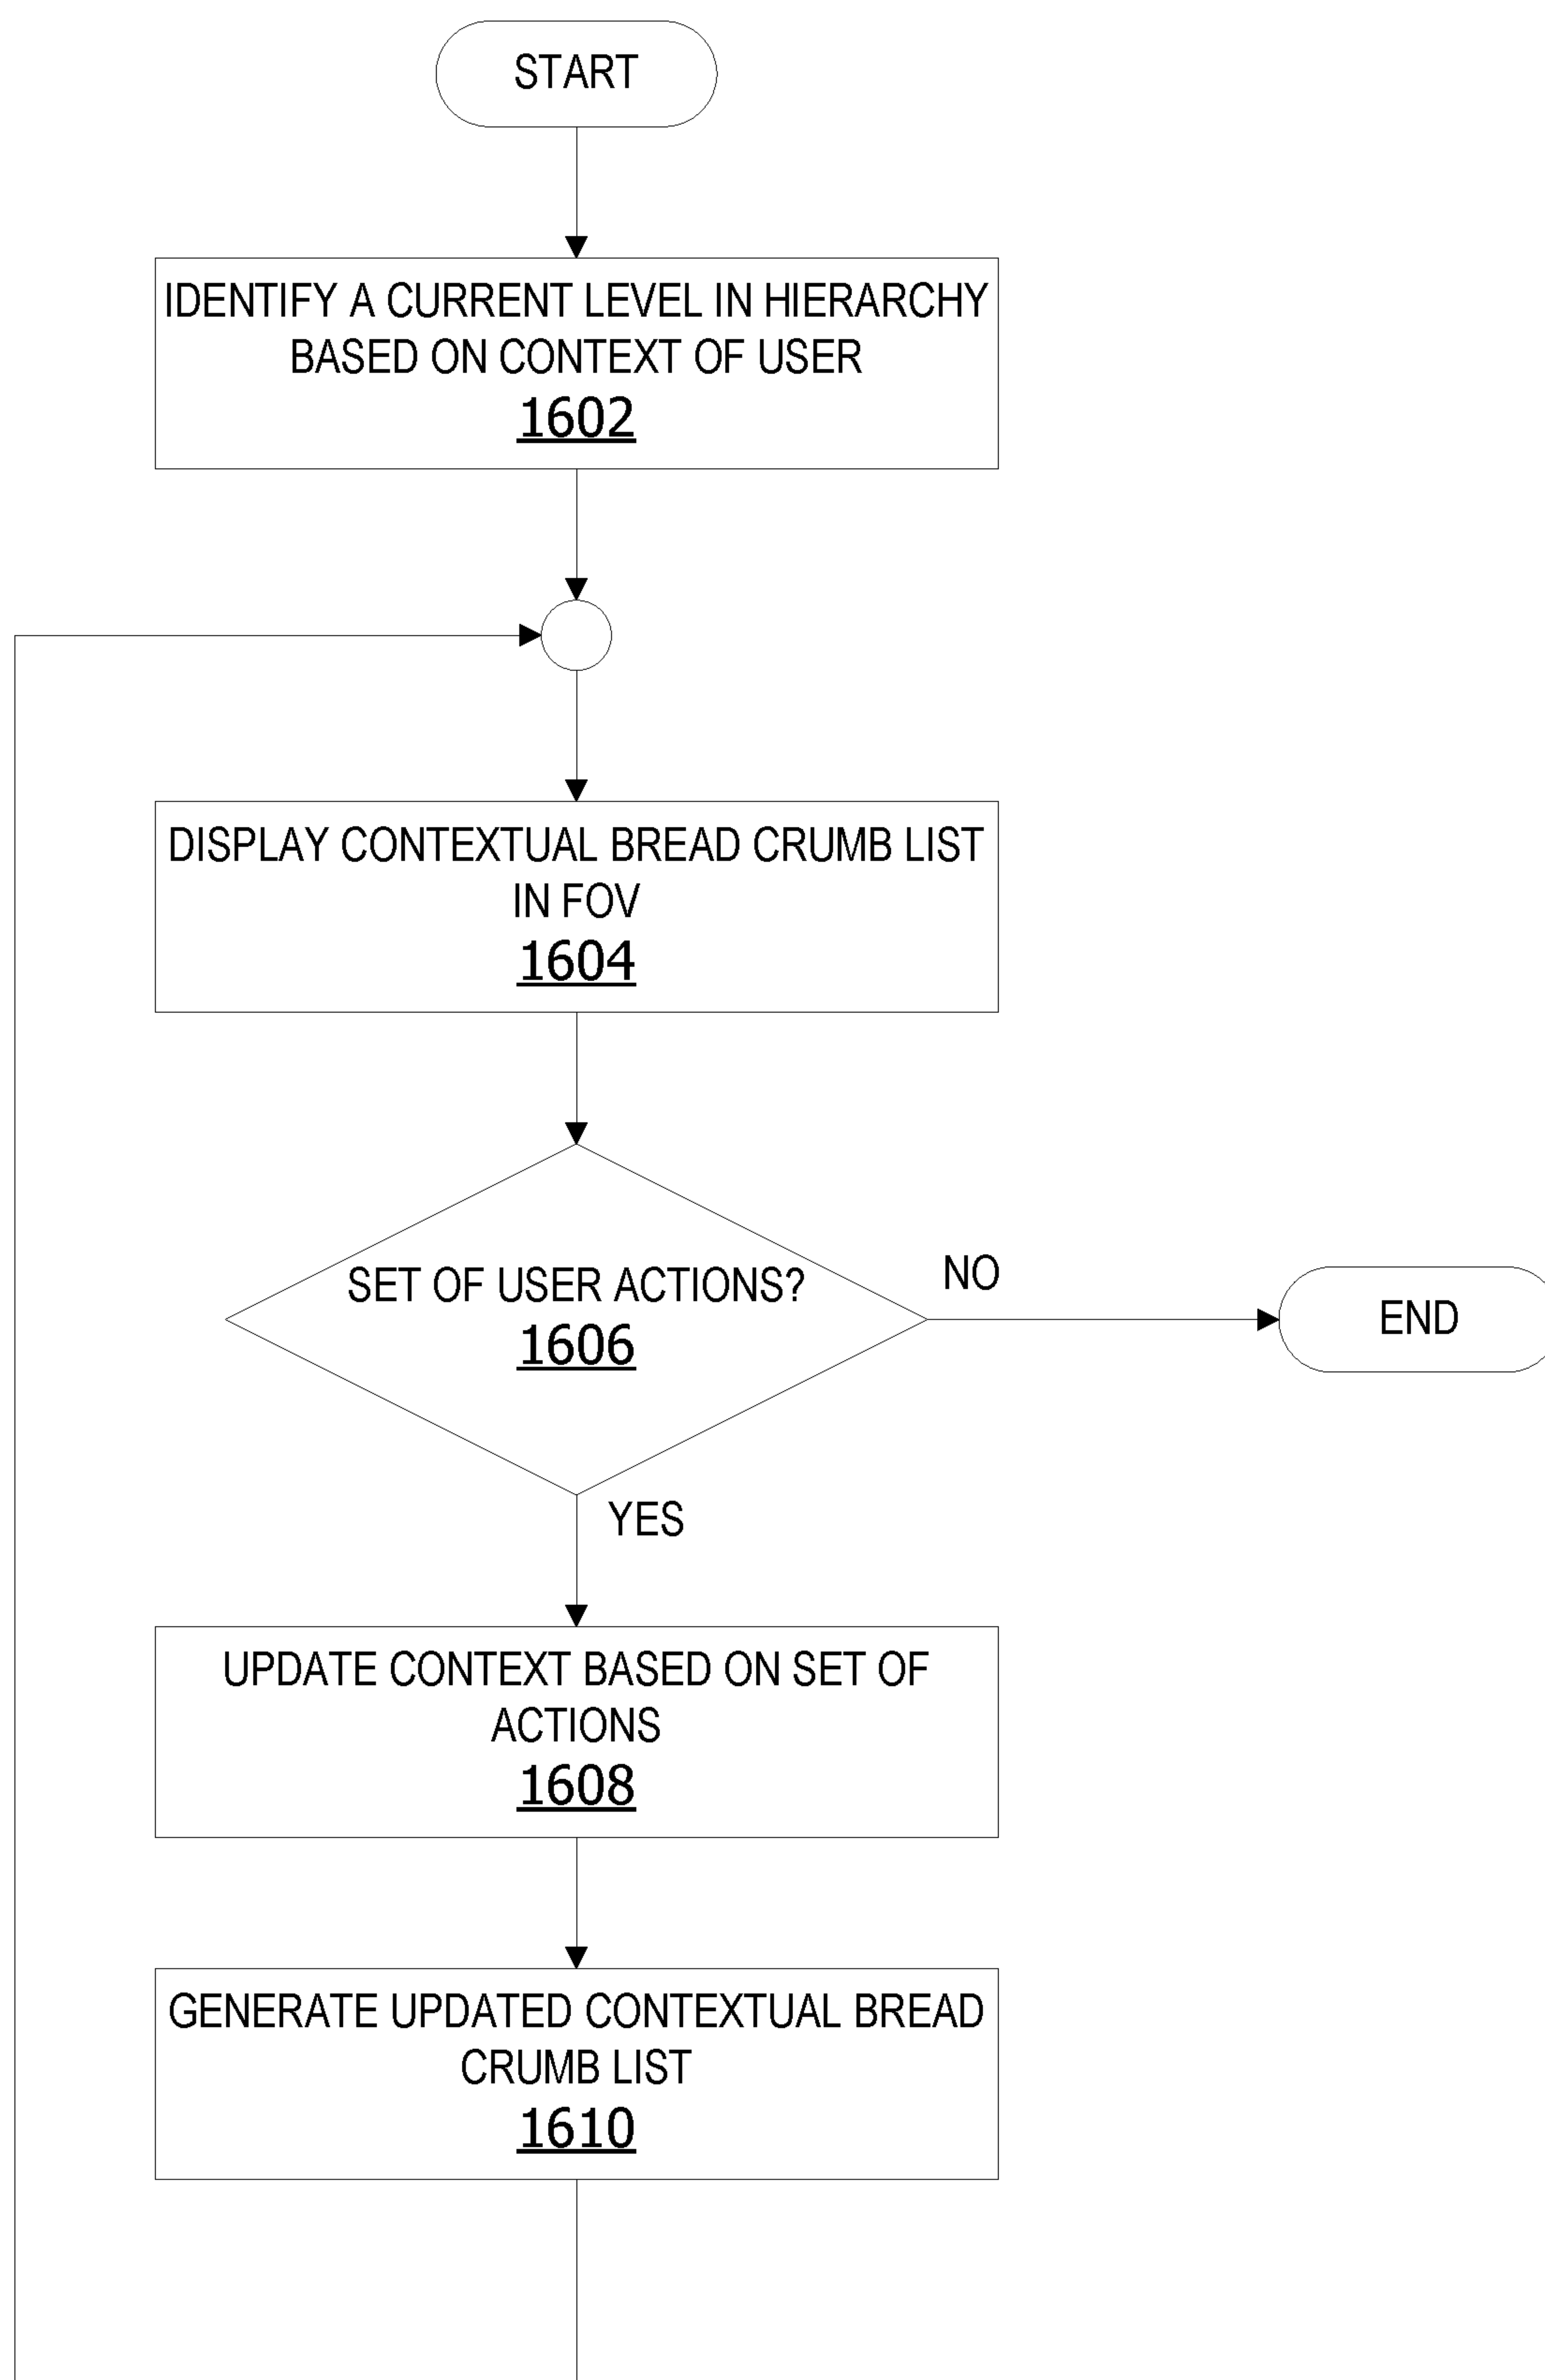 START
IDENTIFY A CURRENT LEVEL IN HIERARCHY
BASED ON CONTEXT OF USER
1602
DISPLAY CONTEXTUAL BREAD CRUMB LIST
IN FOV
1604
SET OF USER ACTIONS?
1606
NO
END
YES
UPDATE CONTEXT BASED ON SET OF
ACTIONS
1608
GENERATE UPDATED CONTEXTUAL BREAD
CRUMB LIST
1610